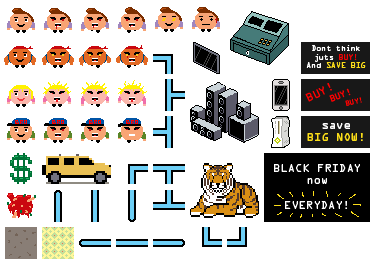 Dont think
juts BUY!
And SAVE BIG
BUY!
BUY!
BUY!
save
BIG NOW!
BLACK FRIDAY
now
EVERYDAY!
$